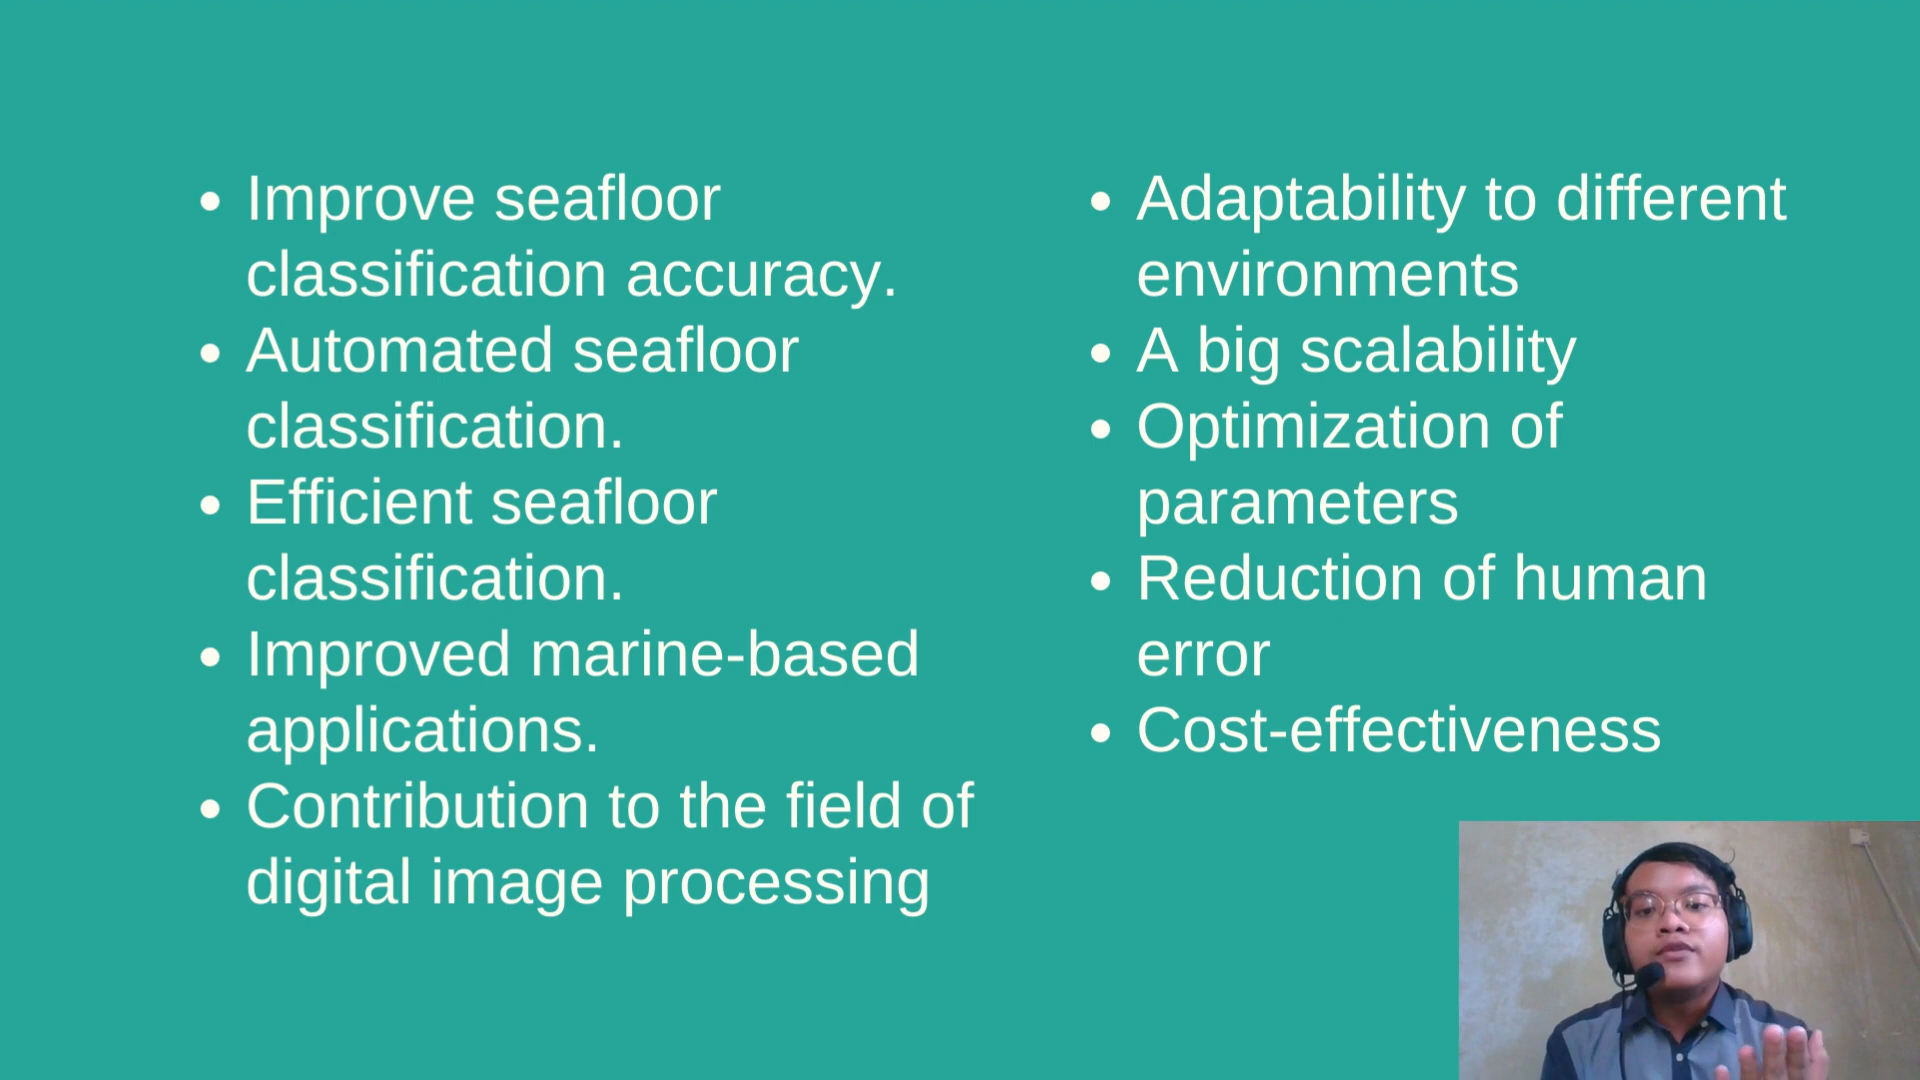 • Improve seafloor
classification accuracy.
• Automated seafloor
classification.
• Efficient seafloor
classification.
• Improved marine-based
applications.
• Contribution to the field of
digital image processing
• Adaptability to different
environments
• A big scalability
• Optimization of
parameters
• Reduction of human
error
• Cost-effectiveness